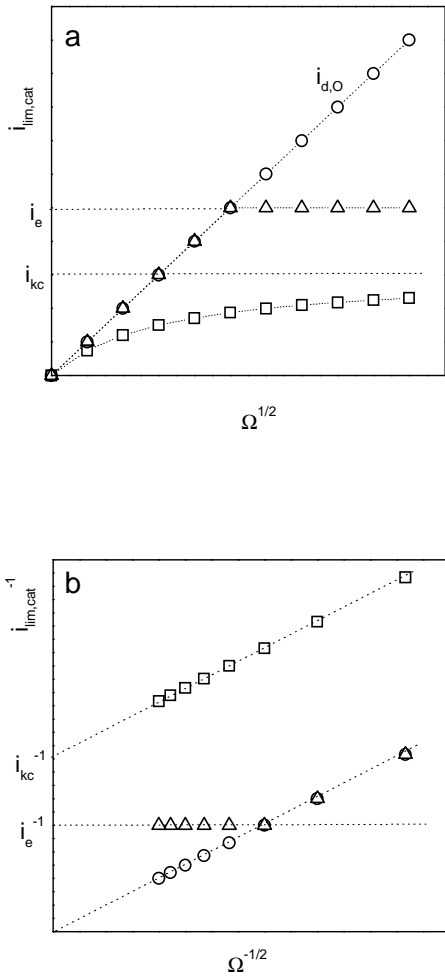 a
i_lim,cat
i_d,O
i_e
i_kc
Ω^1/2
b
i_lim,cat^-1
i_kc^-1
i_e^-1
Ω^-1/2